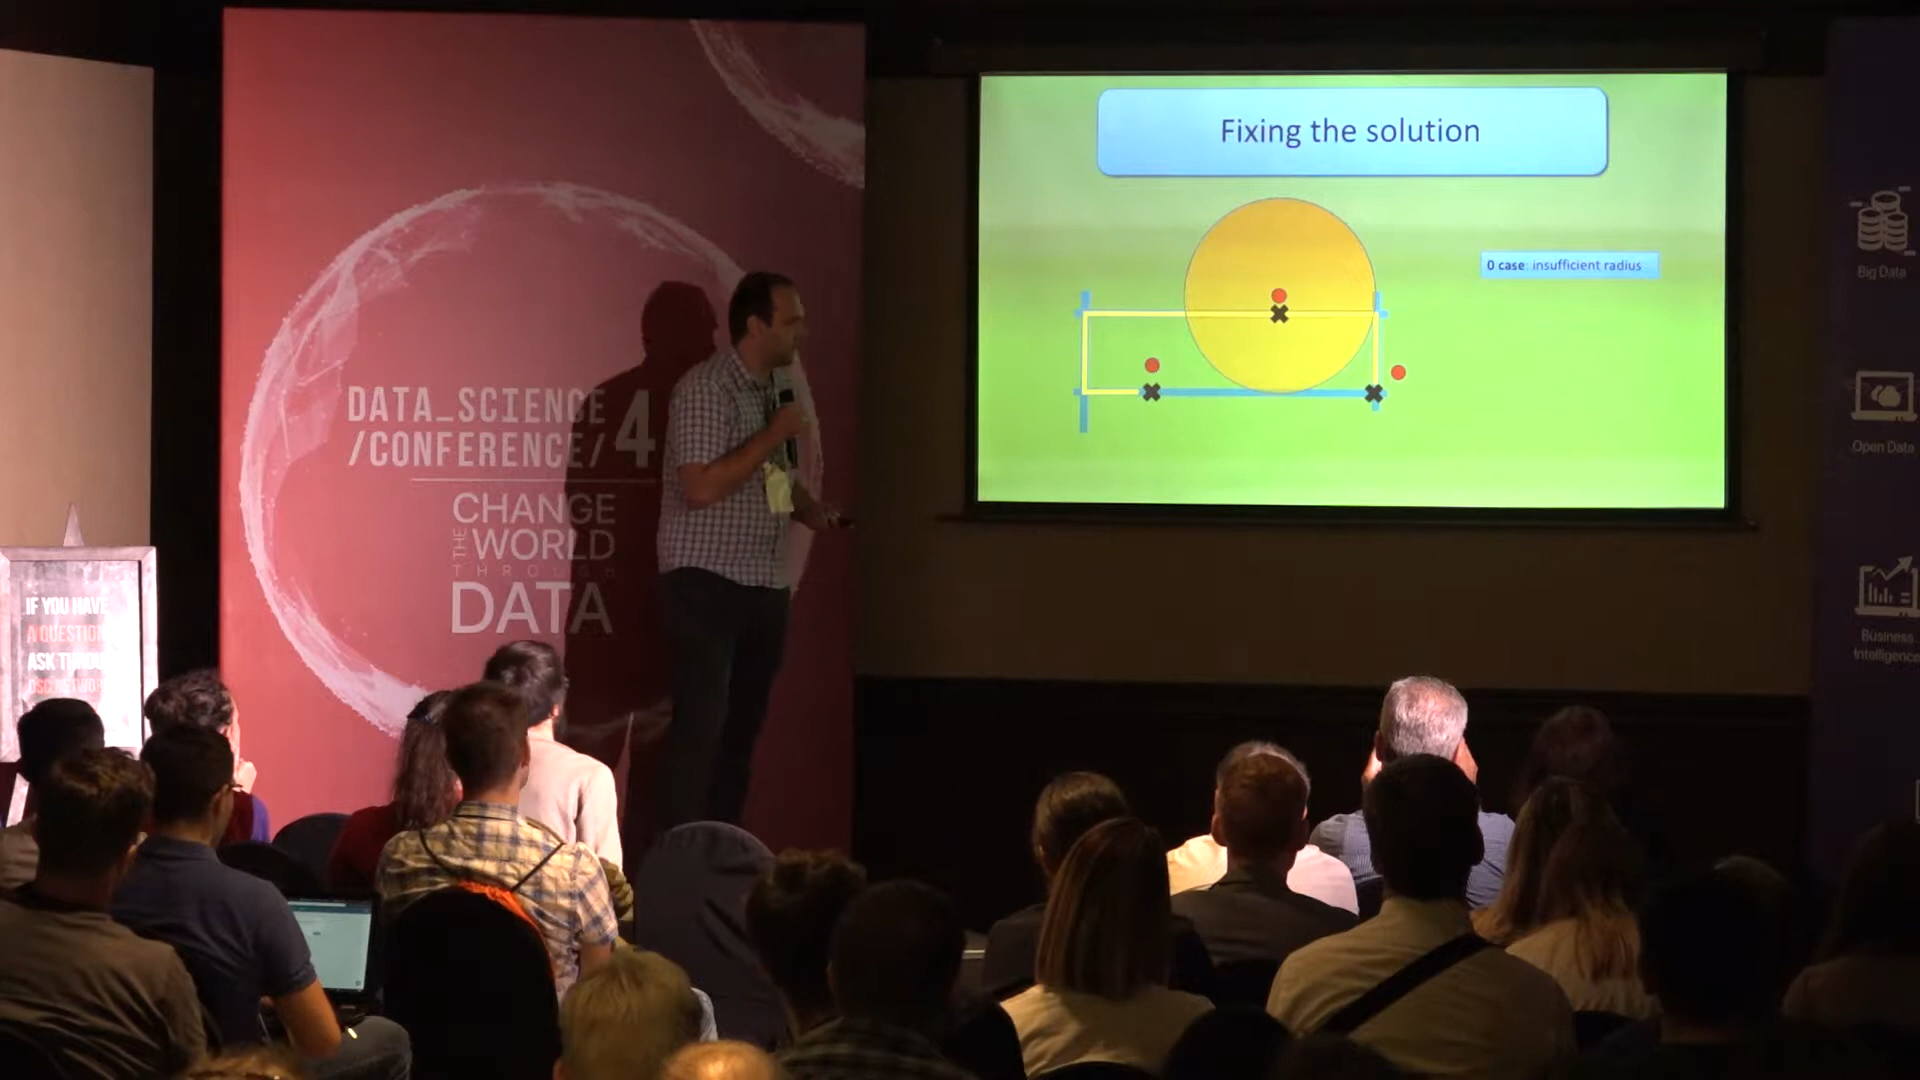 Fixing the solution
0 case: insufficient radius
DATA_SCIENCE
/CONFERENCE/4
CHANGE
THE WORLD
THROUGH
DATA
IF YOU HAVE
A QUESTION
ASK
Big Data
Open Data
Business
Intelligence